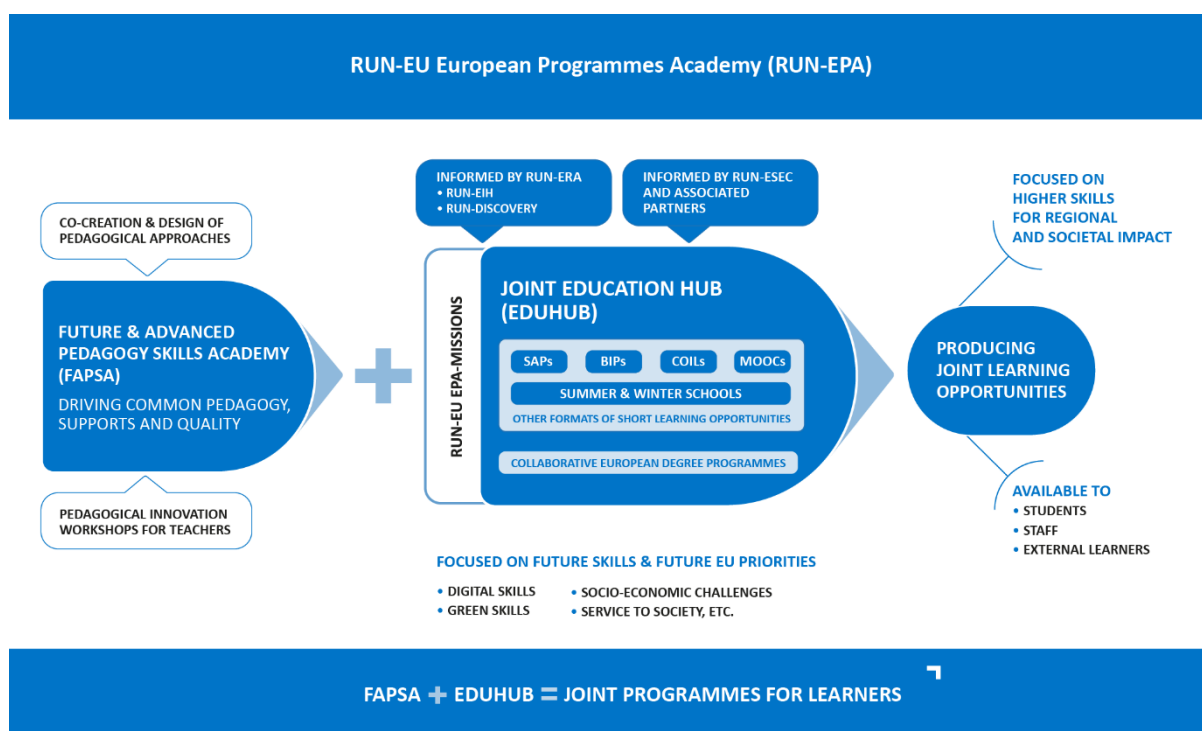 RUN-EU European Programmes Academy (RUN-EPA)
CO-CREATION & DESIGN OF
PEDAGOGICAL APPROACHES
FUTURE & ADVANCED
PEDAGOGY SKILLS ACADEMY
(FAPSA)
DRIVING COMMON PEDAGOGY,
SUPPORTS AND QUALITY
PEDAGOGICAL INNOVATION
WORKSHOPS FOR TEACHERS
+
RUN-EU EPA-MISSIONS
INFORMED BY RUN-ERA
• RUN-EIH
• RUN-DISCOVERY
INFORMED BY RUN-ESEC
AND ASSOCIATED
PARTNERS
JOINT EDUCATION HUB
(EDUHUB)
SAPs BIPs COILs MOOCs
SUMMER & WINTER SCHOOLS
OTHER FORMATS OF SHORT LEARNING OPPORTUNITIES
COLLABORATIVE EUROPEAN DEGREE PROGRAMMES
FOCUSED ON FUTURE SKILLS & FUTURE EU PRIORITIES
• DIGITAL SKILLS
• GREEN SKILLS
• SOCIO-ECONOMIC CHALLENGES
• SERVICE TO SOCIETY, ETC.
FOCUSED ON
HIGHER SKILLS
FOR REGIONAL
AND SOCIETAL IMPACT
PRODUCING
JOINT LEARNING
OPPORTUNITIES
AVAILABLE TO
• STUDENTS
• STAFF
• EXTERNAL LEARNERS
FAPSA + EDUHUB = JOINT PROGRAMMES FOR LEARNERS